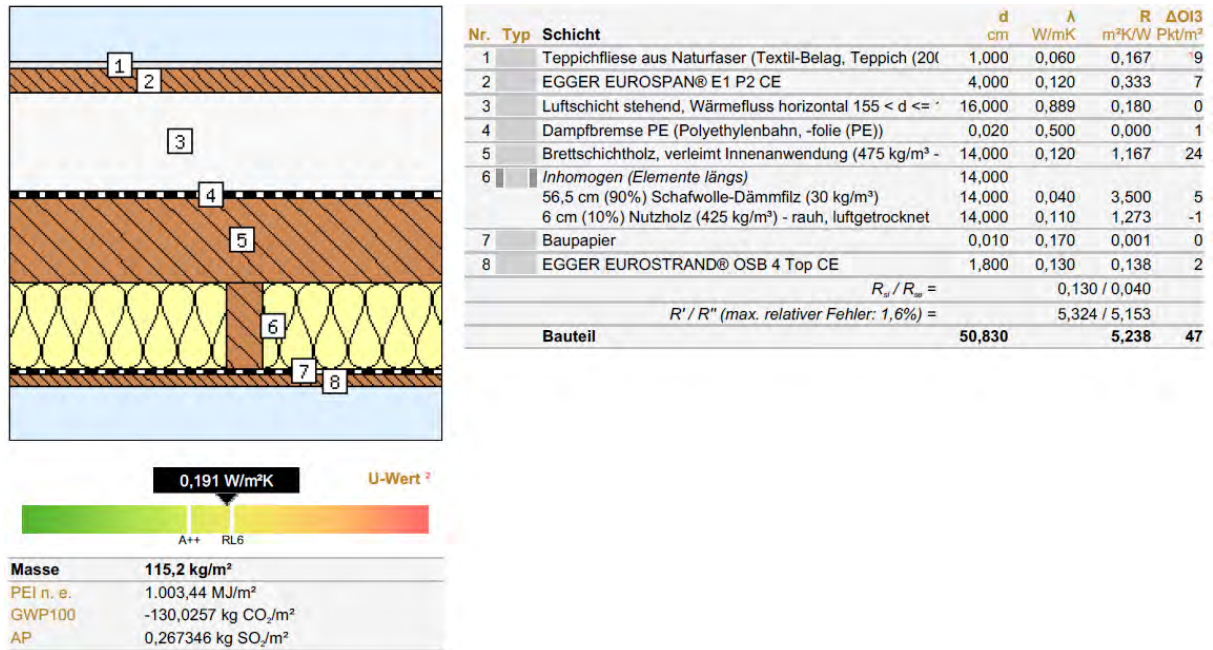 1
2
3
4
5
6
7
8
d λ R ΔOI3
Nr. Typ Schicht cm W/mK m²K/W Pkt/m²
1 Teppichfliese aus Naturfaser (Textil-Belag, Teppich (20( 1,000 0,060 0,167 9
2 EGGER EUROSPAN® E1 P2 CE 4,000 0,120 0,333 7
3 Luftschicht stehend, Wärmefluss horizontal 155 < d <= 16,000 0,889 0,180 0
4 Dampfbremse PE (Polyethylenbahn, -folie (PE)) 0,020 0,500 0,000 1
5 Brettschichtholz, verleimt Innenanwendung (475 kg/m³ - 14,000 0,120 1,167 24
6 Inhomogen (Elemente längs) 14,000
56,5 cm (90%) Schafwolle-Dämmfilz (30 kg/m³) 14,000 0,040 3,500 5
6 cm (10%) Nutzholz (425 kg/m³) - rauh, luftgetrocknet 14,000 0,110 1,273 -1
7 Baupapier 0,010 0,170 0,001 0
8 EGGER EUROSTRAND® OSB 4 Top CE 1,800 0,130 0,138 2
Rsi / Rse = 0,130 / 0,040
R' / R'' (max. relativer Fehler: 1,6%) = 5,324 / 5,153
Bauteil 50,830 5,238 47
0,191 W/m²K U-Wert ²
A++ RL6
Masse 115,2 kg/m²
PEI n. e. 1.003,44 MJ/m²
GWP100 -130,0257 kg CO₂/m²
AP 0,267346 kg SO₂/m²